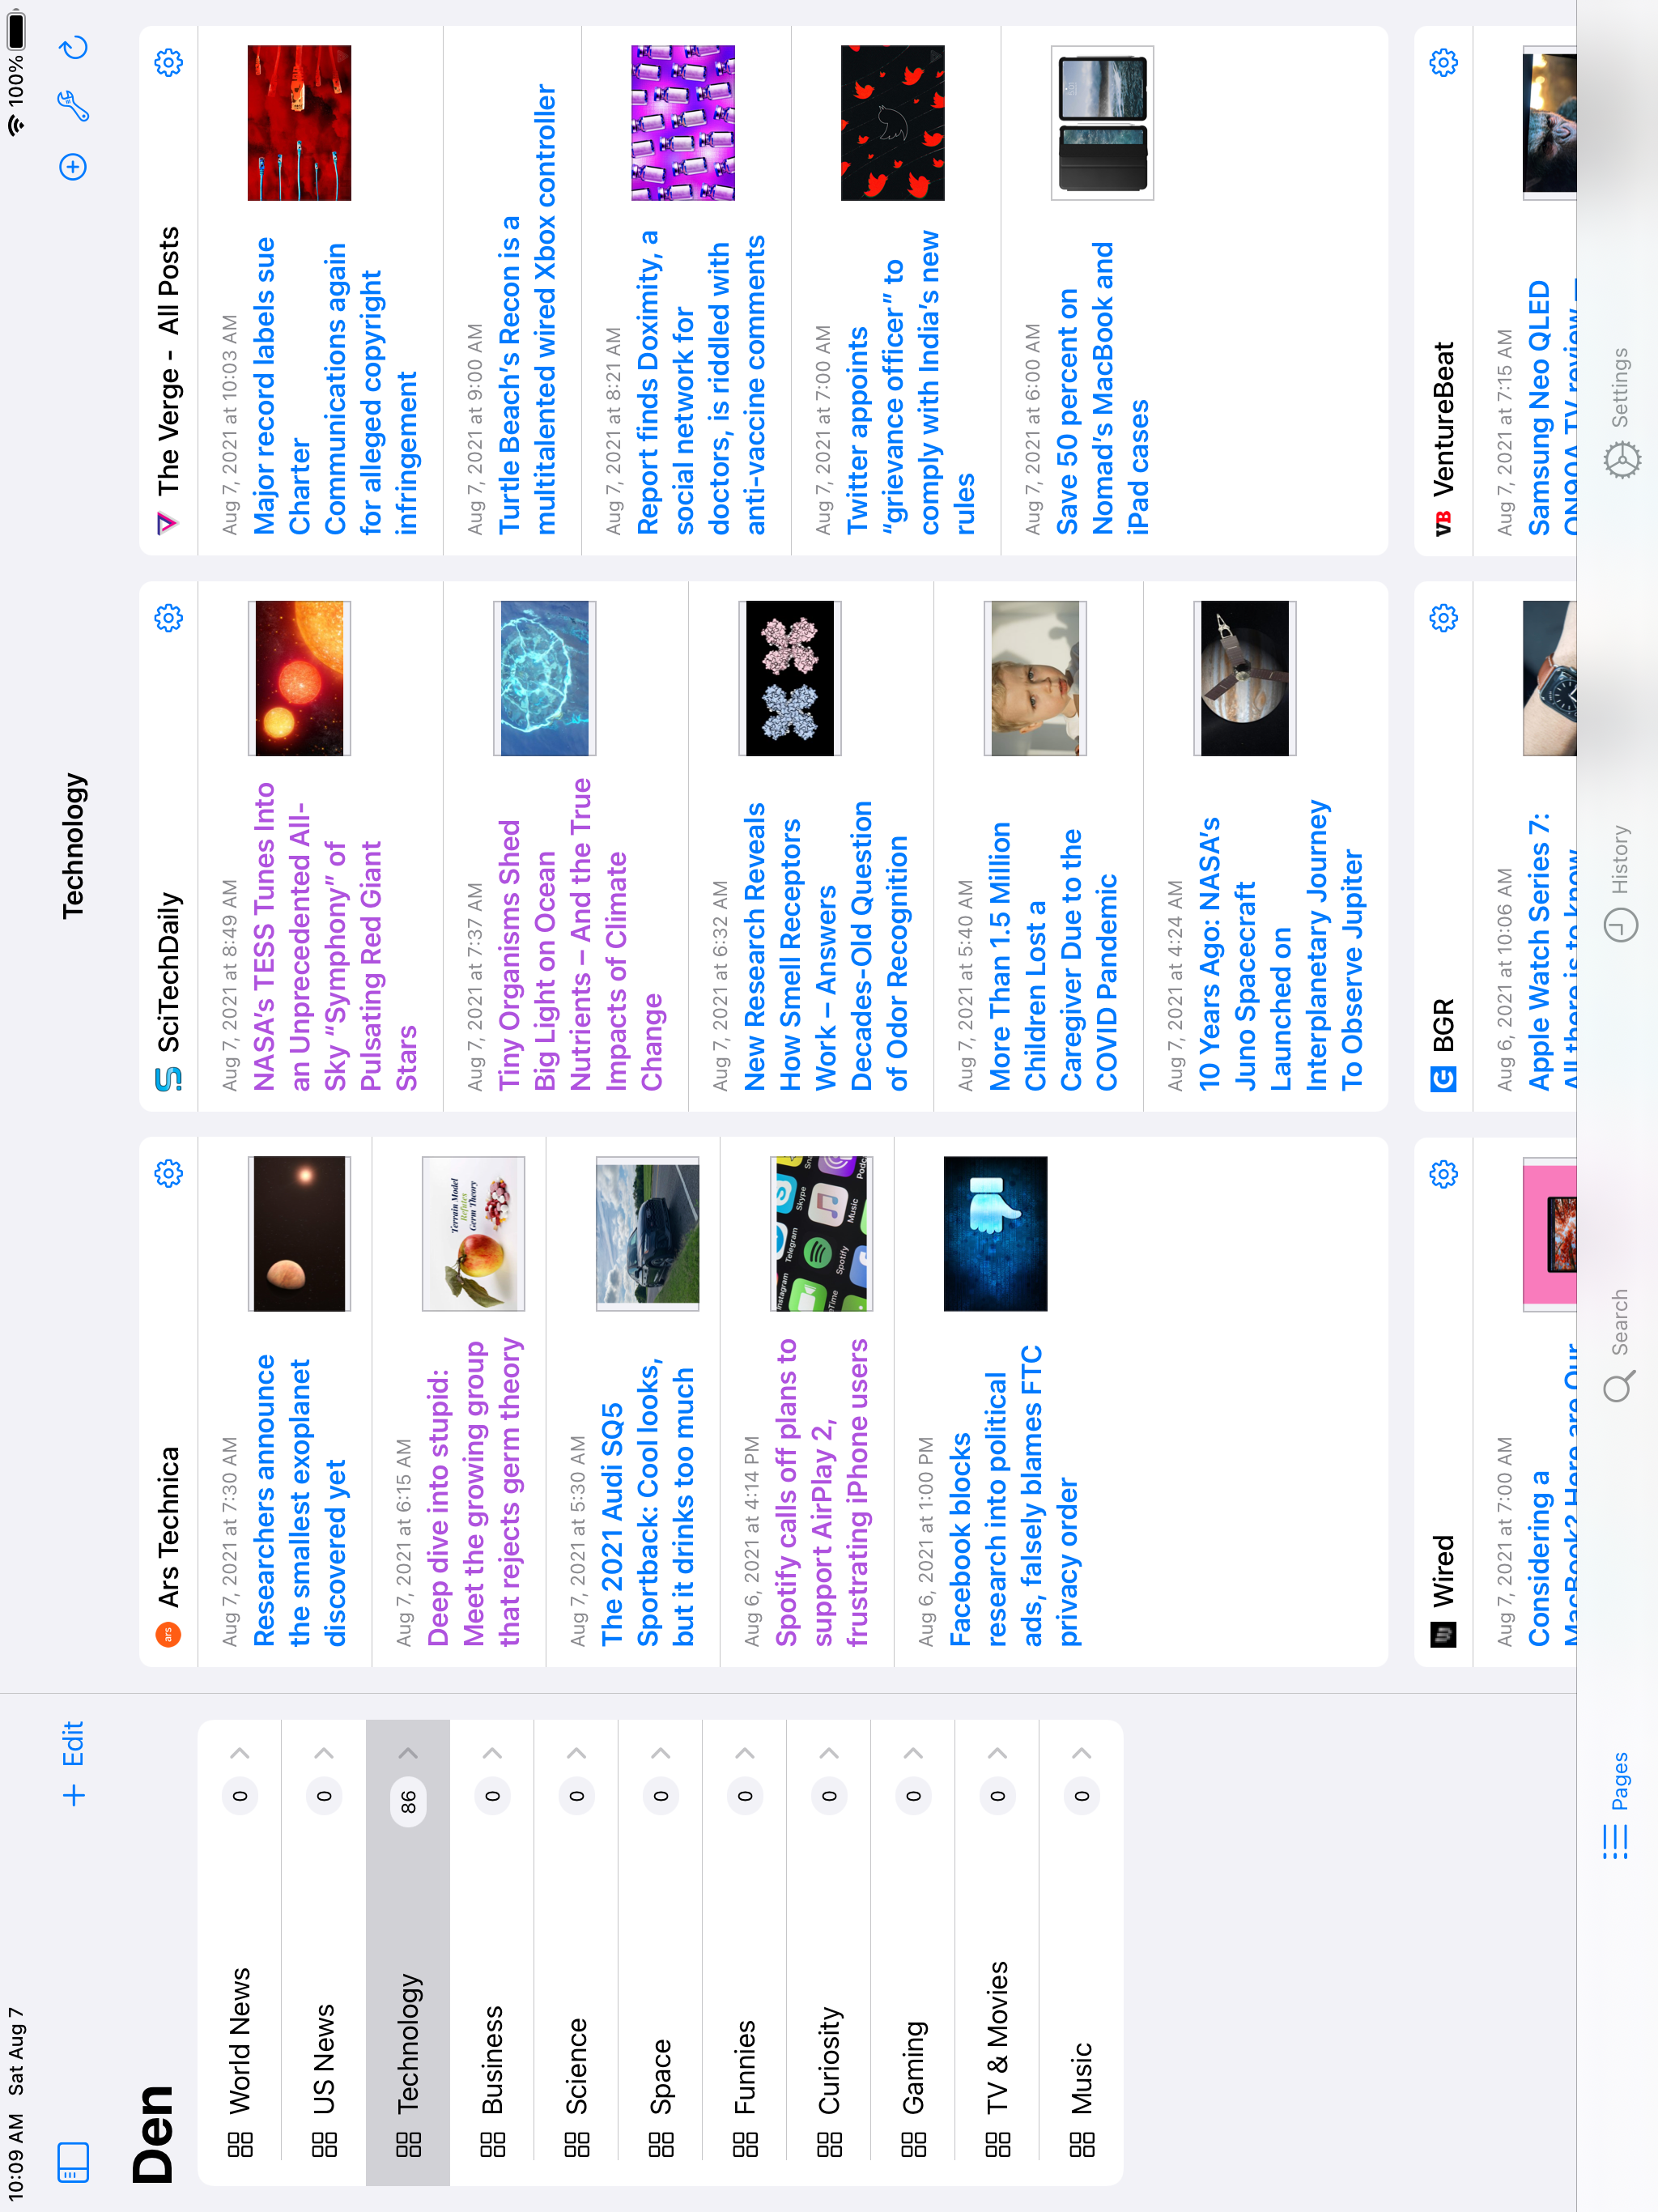 10:09 AM Sat Aug 7
100%
+ Edit
Den
World News 0
US News 0
Technology 86
Business 0
Science 0
Space 0
Funnies 0
Curiosity 0
Gaming 0
TV & Movies 0
Music 0
Technology
ars Ars Technica
Aug 7, 2021 at 7:30 AM
Researchers announce
the smallest exoplanet
discovered yet
Aug 7, 2021 at 6:15 AM
Deep dive into stupid:
Meet the growing group
that rejects germ theory
Terrain Model
Refutes
Germ Theory
Aug 7, 2021 at 5:30 AM
The 2021 Audi SQ5
Sportback: Cool looks,
but it drinks too much
Aug 6, 2021 at 4:14 PM
Spotify calls off plans to
support AirPlay 2,
frustrating iPhone users
Telegram
Skype
Spotify
Music
Aug 6, 2021 at 1:00 PM
Facebook blocks
research into political
ads, falsely blames FTC
privacy order
SciTechDaily
Aug 7, 2021 at 8:49 AM
NASA's TESS Tunes Into
an Unprecedented All-
Sky "Symphony" of
Pulsating Red Giant
Stars
Aug 7, 2021 at 7:37 AM
Tiny Organisms Shed
Big Light on Ocean
Nutrients – And the True
Impacts of Climate
Change
Aug 7, 2021 at 6:32 AM
New Research Reveals
How Smell Receptors
Work – Answers
Decades-Old Question
of Odor Recognition
Aug 7, 2021 at 5:40 AM
More Than 1.5 Million
Children Lost a
Caregiver Due to the
COVID Pandemic
Aug 7, 2021 at 4:24 AM
10 Years Ago: NASA's
Juno Spacecraft
Launched on
Interplanetary Journey
To Observe Jupiter
The Verge - All Posts
Aug 7, 2021 at 10:03 AM
Major record labels sue
Charter
Communications again
for alleged copyright
infringement
Aug 7, 2021 at 9:00 AM
Turtle Beach's Recon is a
multitalented wired Xbox controller
Aug 7, 2021 at 8:21 AM
Report finds Doximity, a
social network for
doctors, is riddled with
anti-vaccine comments
Aug 7, 2021 at 7:00 AM
Twitter appoints
"grievance officer" to
comply with India's new
rules
Aug 7, 2021 at 6:00 AM
Save 50 percent on
Nomad's MacBook and
iPad cases
Wired
Aug 7, 2021 at 7:00 AM
Considering a
MacBook? Here are Our
G BGR
Aug 6, 2021 at 10:06 AM
Apple Watch Series 7:
All there is to know
VB VentureBeat
Aug 7, 2021 at 7:15 AM
Samsung Neo QLED
QN90A TV review —
Pages
Search
History
Settings